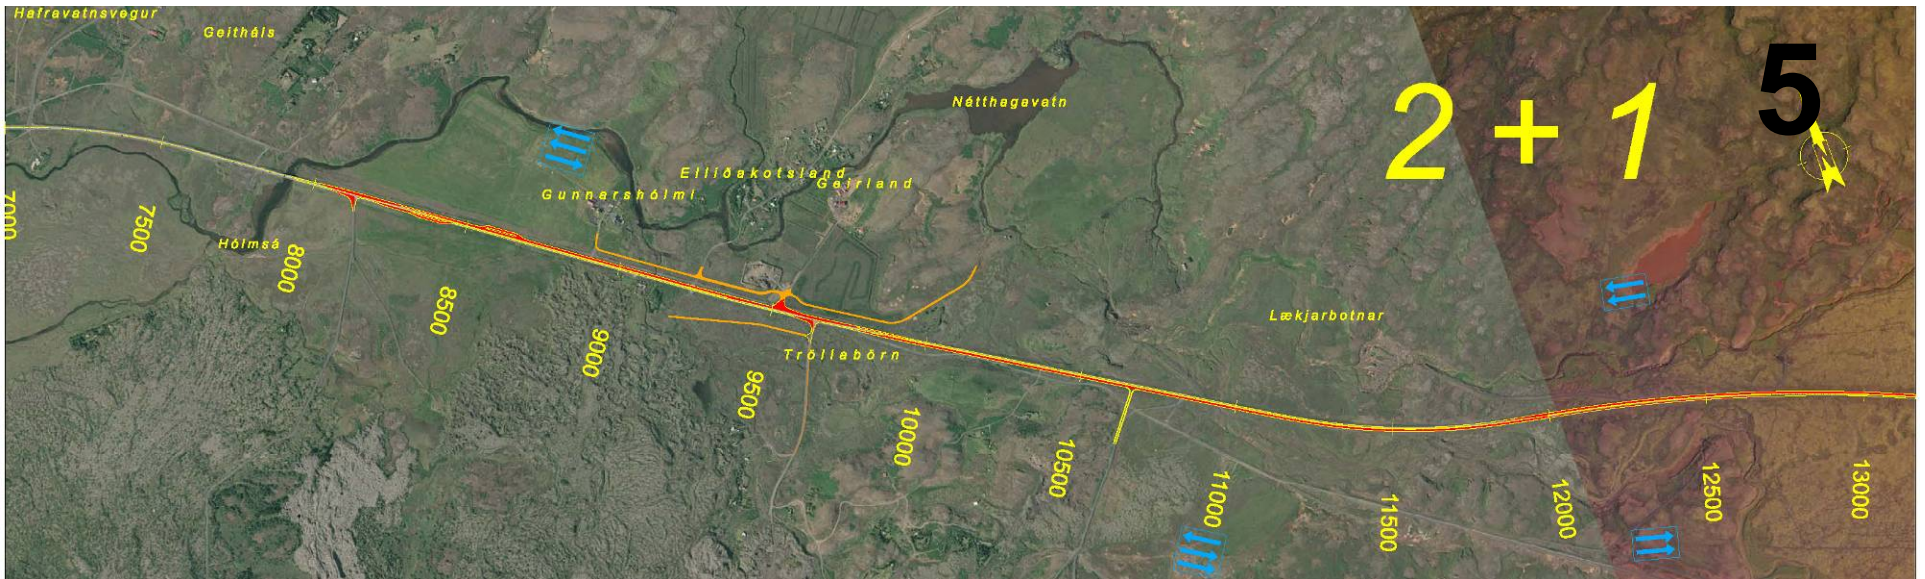 Hafravatnsvegur
Geitháls
5
2 + 1
Nátthagavatn
Elliðakotsland
Geirland
Gunnarshólmi
Hólmsá
Lækjarbotnar
Tröllabörn
7000
7500
8000
8500
9000
9500
10000
10500
11000
11500
12000
12500
13000